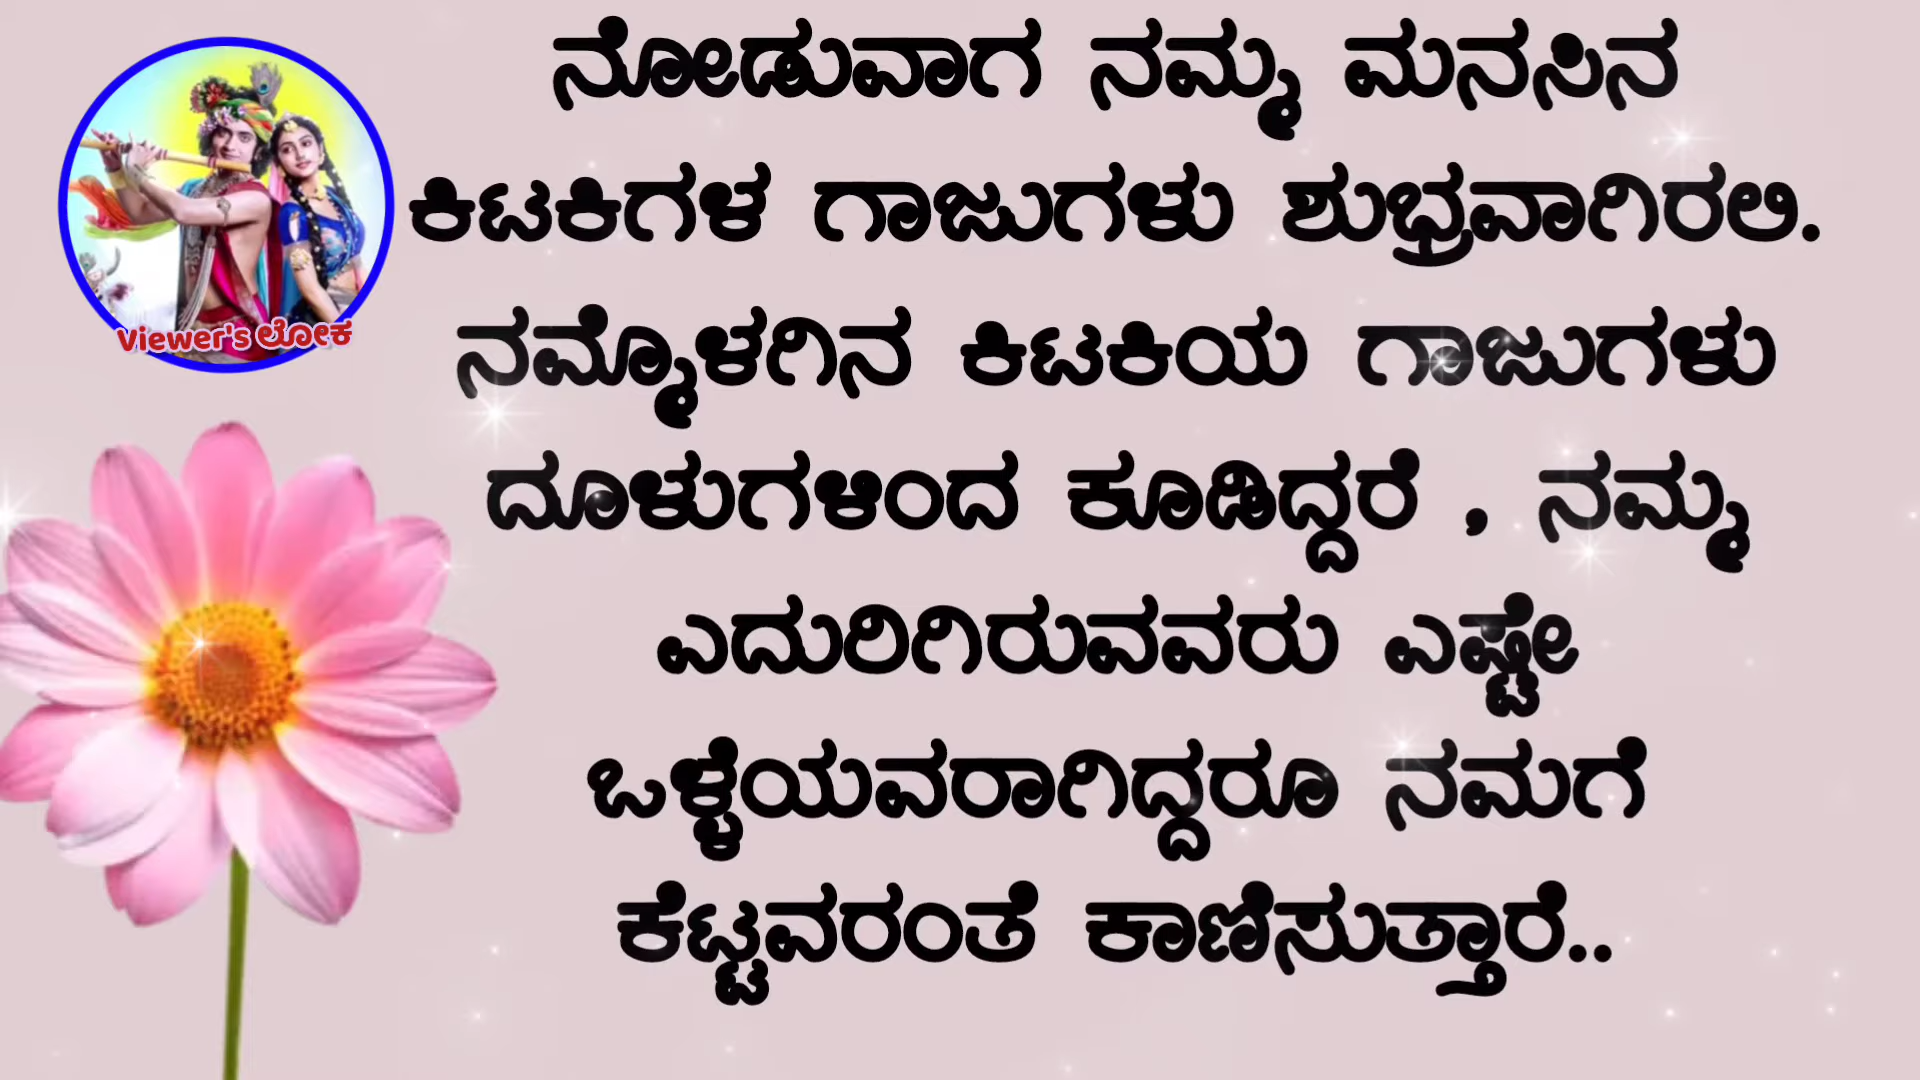 ನೋಡುವಾಗ ನಮ್ಮ ಮನಸಿನ
ಕಿಟಕಿಗಳ ಗಾಜುಗಳು ಶುಭ್ರವಾಗಿರಲಿ.
ನಮ್ಮೊಳಗಿನ ಕಿಟಕಿಯ ಗಾಜುಗಳು
ದೂಳುಗಳಿಂದ ಕೂಡಿದ್ದರೆ , ನಮ್ಮ
ಎದುರಿಗಿರುವವರು ಎಷ್ಟೇ
ಒಳ್ಳೆಯವರಾಗಿದ್ದರೂ ನಮಗೆ
ಕೆಟ್ಟವರಂತೆ ಕಾಣಿಸುತ್ತಾರೆ..
Viewer's ಲೋಕ